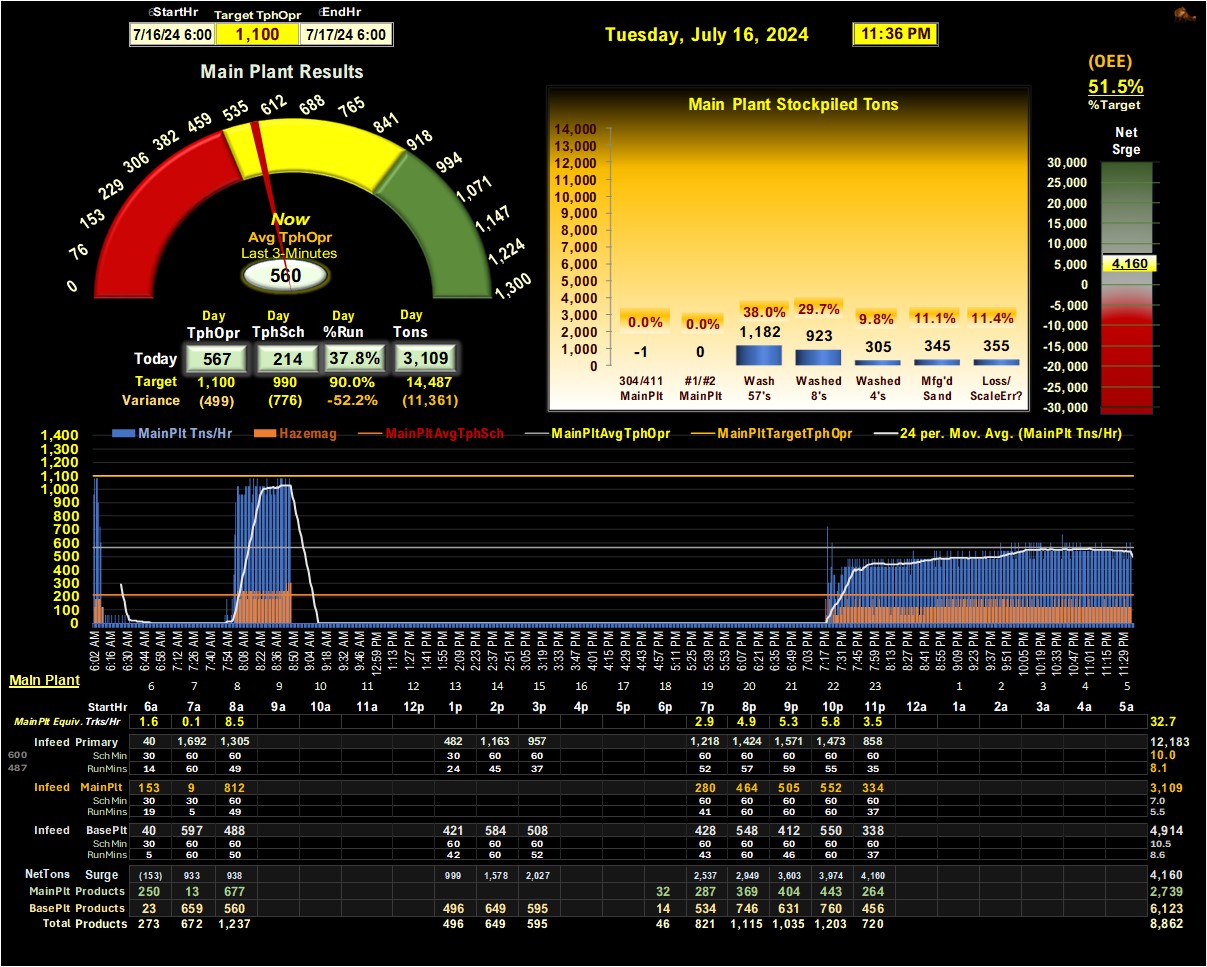 6StartHr Target TphOpr 6EndHr
7/16/24 6:00 1,100 7/17/24 6:00
Tuesday, July 16, 2024 11:36 PM
(OEE)
51.5%
%Target
Main Plant Results
0 76 153 229 306 382 459 535 612 688 765 841 918 994 1,071 1,147 1,224 1,300
Now
Avg TphOpr
Last 3-Minutes
560
Day Day Day Day
TphOpr TphSch %Run Tons
Today 567 214 37.8% 3,109
Target 1,100 990 90.0% 14,487
Variance (499) (776) -52.2% (11,361)
Main Plant Stockpiled Tons
14,000
13,000
12,000
11,000
10,000
9,000
8,000
7,000
6,000
5,000
4,000
3,000
2,000
1,000
0
0.0% 0.0% 38.0% 29.7% 9.8% 11.1% 11.4%
-1 0 1,182 923 305 345 355
304/411 #1/#2 Wash Washed Washed Mfg'd Loss/
MainPlt MainPlt 57's 8's 4's Sand ScaleErr?
Net
Srge
30,000
25,000
20,000
15,000
10,000
5,000
0
-5,000
-10,000
-15,000
-20,000
-25,000
-30,000
4,160
MainPlt Tns/Hr Hazemag MainPltAvgTphSch MainPltAvgTphOpr MainPltTargetTphOpr 24 per. Mov. Avg. (MainPlt Tns/Hr)
1,400
1,300
1,200
1,100
1,000
900
800
700
600
500
400
300
200
100
0
6:02 AM 6:16 AM 6:30 AM 6:44 AM 6:58 AM 7:12 AM 7:26 AM 7:40 AM 7:54 AM 8:08 AM 8:22 AM 8:36 AM 8:50 AM 9:04 AM 9:18 AM 9:32 AM 9:46 AM 12:59 PM 1:13 PM 1:27 PM 1:41 PM 1:55 PM 2:09 PM 2:23 PM 2:37 PM 2:51 PM 3:05 PM 3:19 PM 3:33 PM 3:47 PM 4:01 PM 4:15 PM 4:29 PM 4:43 PM 4:57 PM 5:11 PM 5:25 PM 5:39 PM 5:53 PM 6:07 PM 6:21 PM 6:35 PM 6:49 PM 7:03 PM 7:17 PM 7:31 PM 7:45 PM 7:59 PM 8:13 PM 8:27 PM 8:41 PM 8:55 PM 9:09 PM 9:23 PM 9:37 PM 9:51 PM 10:05 PM 10:19 PM 10:33 PM 10:47 PM 11:01 PM 11:15 PM 11:29 PM
Main Plant
6 7 8 9 10 11 12 13 14 15 16 17 18 19 20 21 22 23 1 2 3 4 5
StartHr 6a 7a 8a 9a 10a 11a 12p 1p 2p 3p 4p 5p 6p 7p 8p 9p 10p 11p 12a 1a 2a 3a 4a 5a
MainPlt Equiv. Trks/Hr 1.6 0.1 8.5 2.9 4.9 5.3 5.8 3.5 32.7
Infeed Primary 40 1,692 1,305 482 1,163 957 1,218 1,424 1,571 1,473 858 12,183
600 Sch Min 30 60 60 30 60 60 60 60 60 60 60 10.0
487 RunMins 14 60 49 24 45 37 52 57 59 55 35 8.1
Infeed MainPlt 153 9 812 280 464 505 552 334 3,109
Sch Min 30 30 60 60 60 60 60 60 7.0
RunMins 19 5 49 41 60 60 60 37 5.5
Infeed BasePlt 40 597 488 421 584 508 428 548 412 550 338 4,914
Sch Min 30 60 60 60 60 60 60 60 60 60 60 10.5
RunMins 5 60 50 42 60 52 43 60 46 60 37 8.6
NetTons Surge (153) 933 938 999 1,578 2,027 2,537 2,949 3,603 3,974 4,160 4,160
MainPlt Products 250 13 677 32 287 369 404 443 264 2,739
BasePlt Products 23 659 560 496 649 595 14 534 746 631 760 456 6,123
Total Products 273 672 1,237 496 649 595 46 821 1,115 1,035 1,203 720 8,862